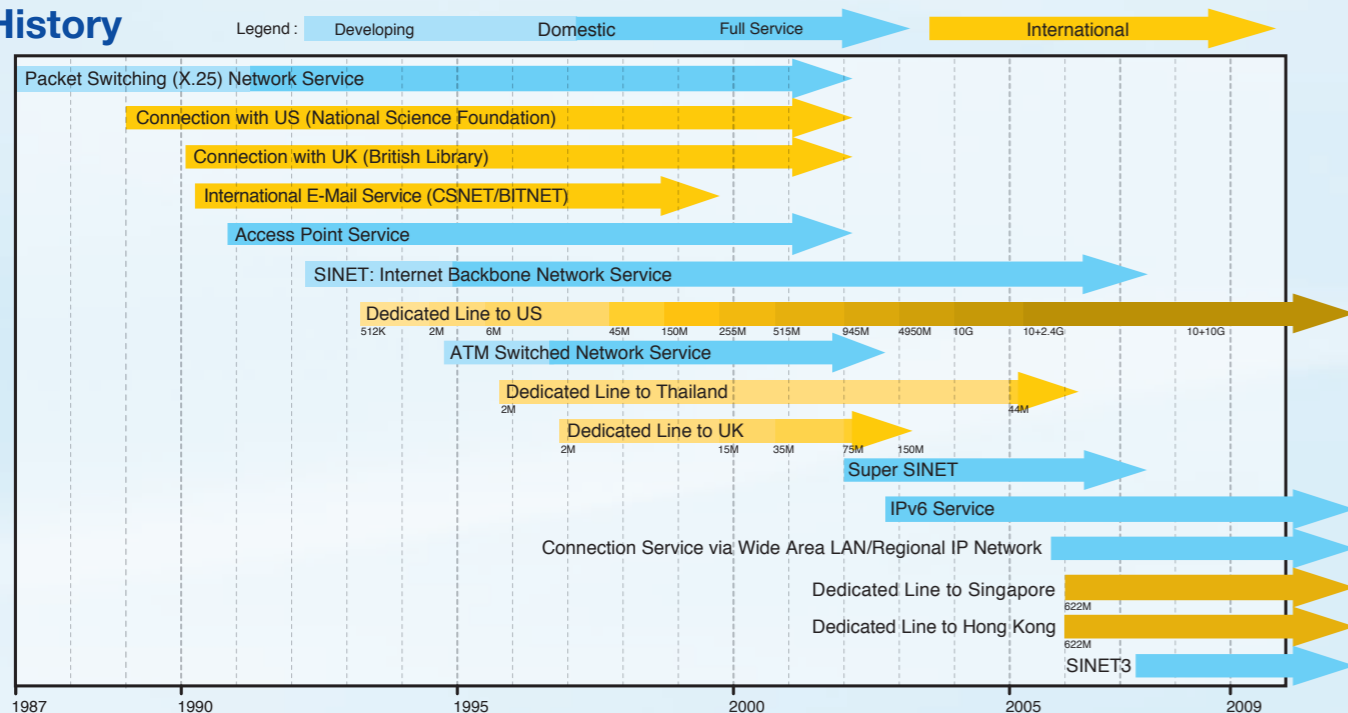 History
Legend : Developing Domestic Full Service International
Packet Switching (X.25) Network Service
Connection with US (National Science Foundation)
Connection with UK (British Library)
International E-Mail Service (CSNET/BITNET)
Access Point Service
SINET: Internet Backbone Network Service
Dedicated Line to US
512K 2M 6M 45M 150M 255M 515M 945M 4950M 10G 10+2.4G 10+10G
ATM Switched Network Service
Dedicated Line to Thailand
2M 44M
Dedicated Line to UK
2M 15M 35M 75M 150M
Super SINET
IPv6 Service
Connection Service via Wide Area LAN/Regional IP Network
Dedicated Line to Singapore
622M
Dedicated Line to Hong Kong
622M
SINET3
1987 1990 1995 2000 2005 2009